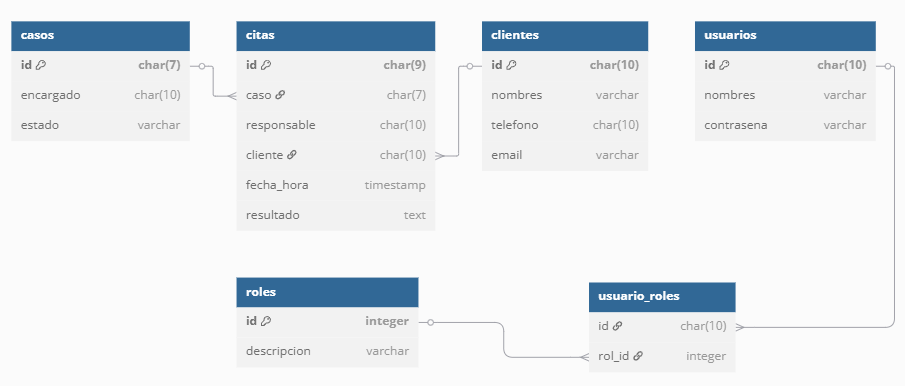 casos
id char(7)
encargado char(10)
estado varchar
citas
id char(9)
caso char(7)
responsable char(10)
cliente char(10)
fecha_hora timestamp
resultado text
clientes
id char(10)
nombres varchar
telefono char(10)
email varchar
usuarios
id char(10)
nombres varchar
contrasena varchar
roles
id integer
descripcion varchar
usuario_roles
id char(10)
rol_id integer